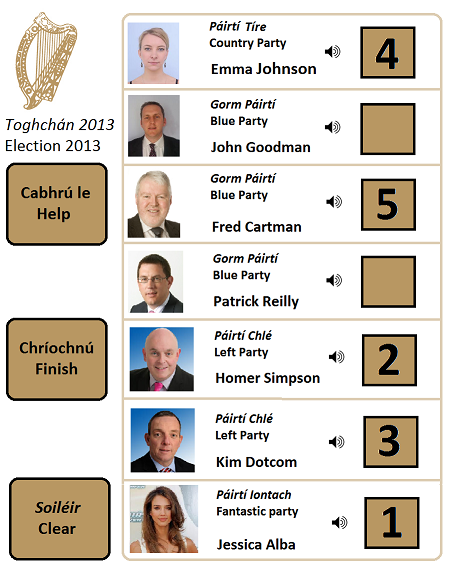 Toghchán 2013
Election 2013
Cabhrú le
Help
Chríochnú
Finish
Soiléir
Clear
Páirtí Tíre
Country Party
Emma Johnson
4
Gorm Páirtí
Blue Party
John Goodman
Gorm Páirtí
Blue Party
Fred Cartman
5
Gorm Páirtí
Blue Party
Patrick Reilly
Páirtí Chlé
Left Party
Homer Simpson
2
Páirtí Chlé
Left Party
Kim Dotcom
3
Páirtí Iontach
Fantastic party
Jessica Alba
1